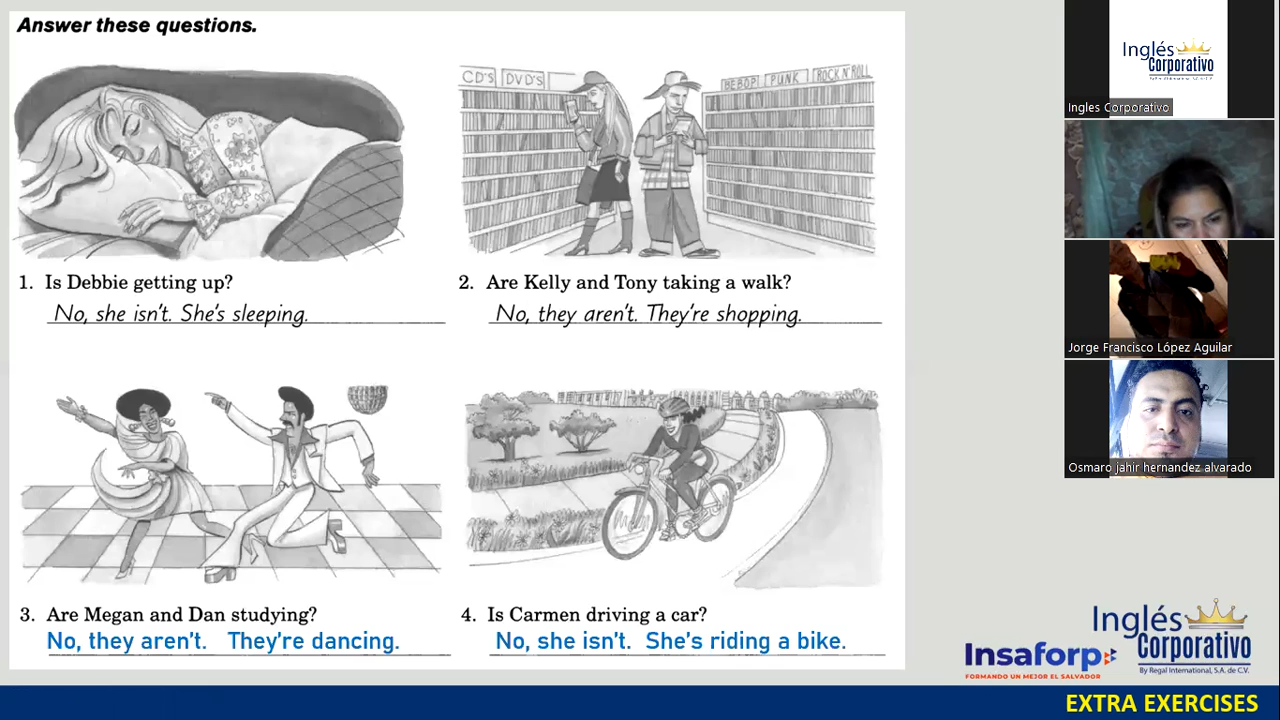 Answer these questions.
CD'S DVD'S
BEBOP PUNK ROCK N' ROLL
1. Is Debbie getting up?
No, she isn't. She's sleeping.
2. Are Kelly and Tony taking a walk?
No, they aren't. They're shopping.
3. Are Megan and Dan studying?
No, they aren't. They're dancing.
4. Is Carmen driving a car?
No, she isn't. She's riding a bike.
Inglés
Corporativo
Ingles Corporativo
Jorge Francisco López Aguilar
Osmaro jahir hernandez alvarado
Insaforp
FORMANDO UN MEJOR EL SALVADOR
Inglés
Corporativo
By Regal International, S.A. de C.V.
EXTRA EXERCISES